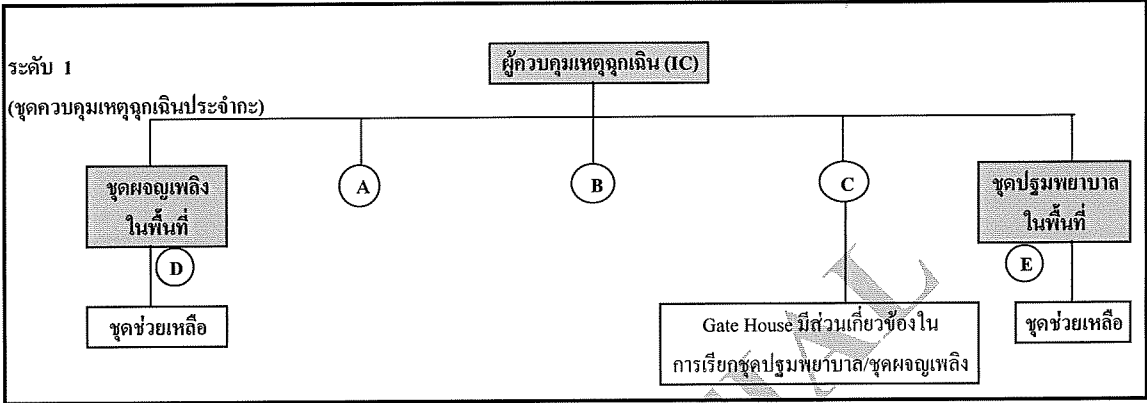 ระดับ 1
ผู้ควบคุมเหตุฉุกเฉิน (IC)
(ชุดควบคุมเหตุฉุกเฉินประจำกะ)
ชุดผจญเพลิง
ในพื้นที่
A
B
C
ชุดปฐมพยาบาล
ในพื้นที่
D
E
ชุดช่วยเหลือ
Gate House มีส่วนเกี่ยวข้องใน
การเรียกชุดปฐมพยาบาล/ชุดผจญเพลิง
ชุดช่วยเหลือ